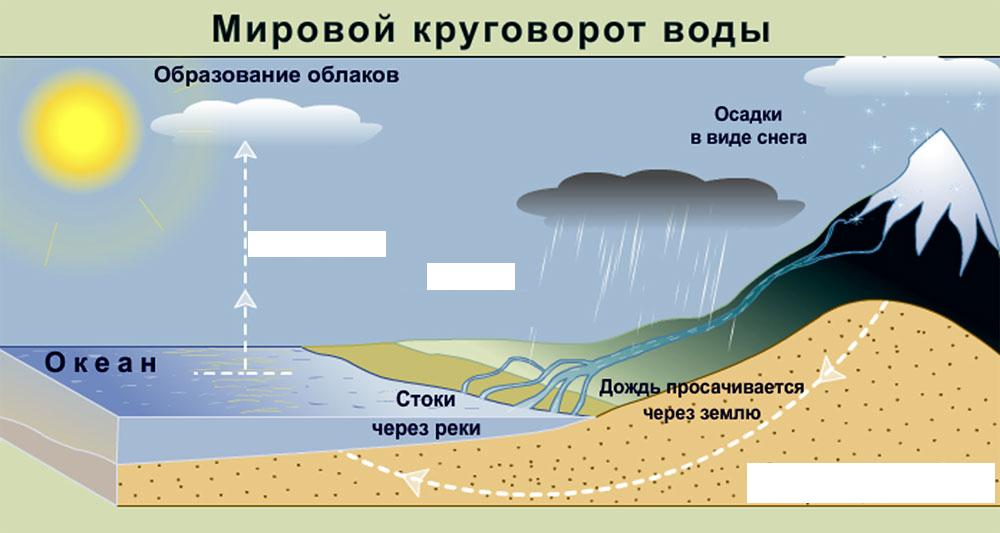 Мировой круговорот воды
Образование облаков
Осадки
в виде снега
Океан
Стоки
через реки
Дождь просачивается
через землю